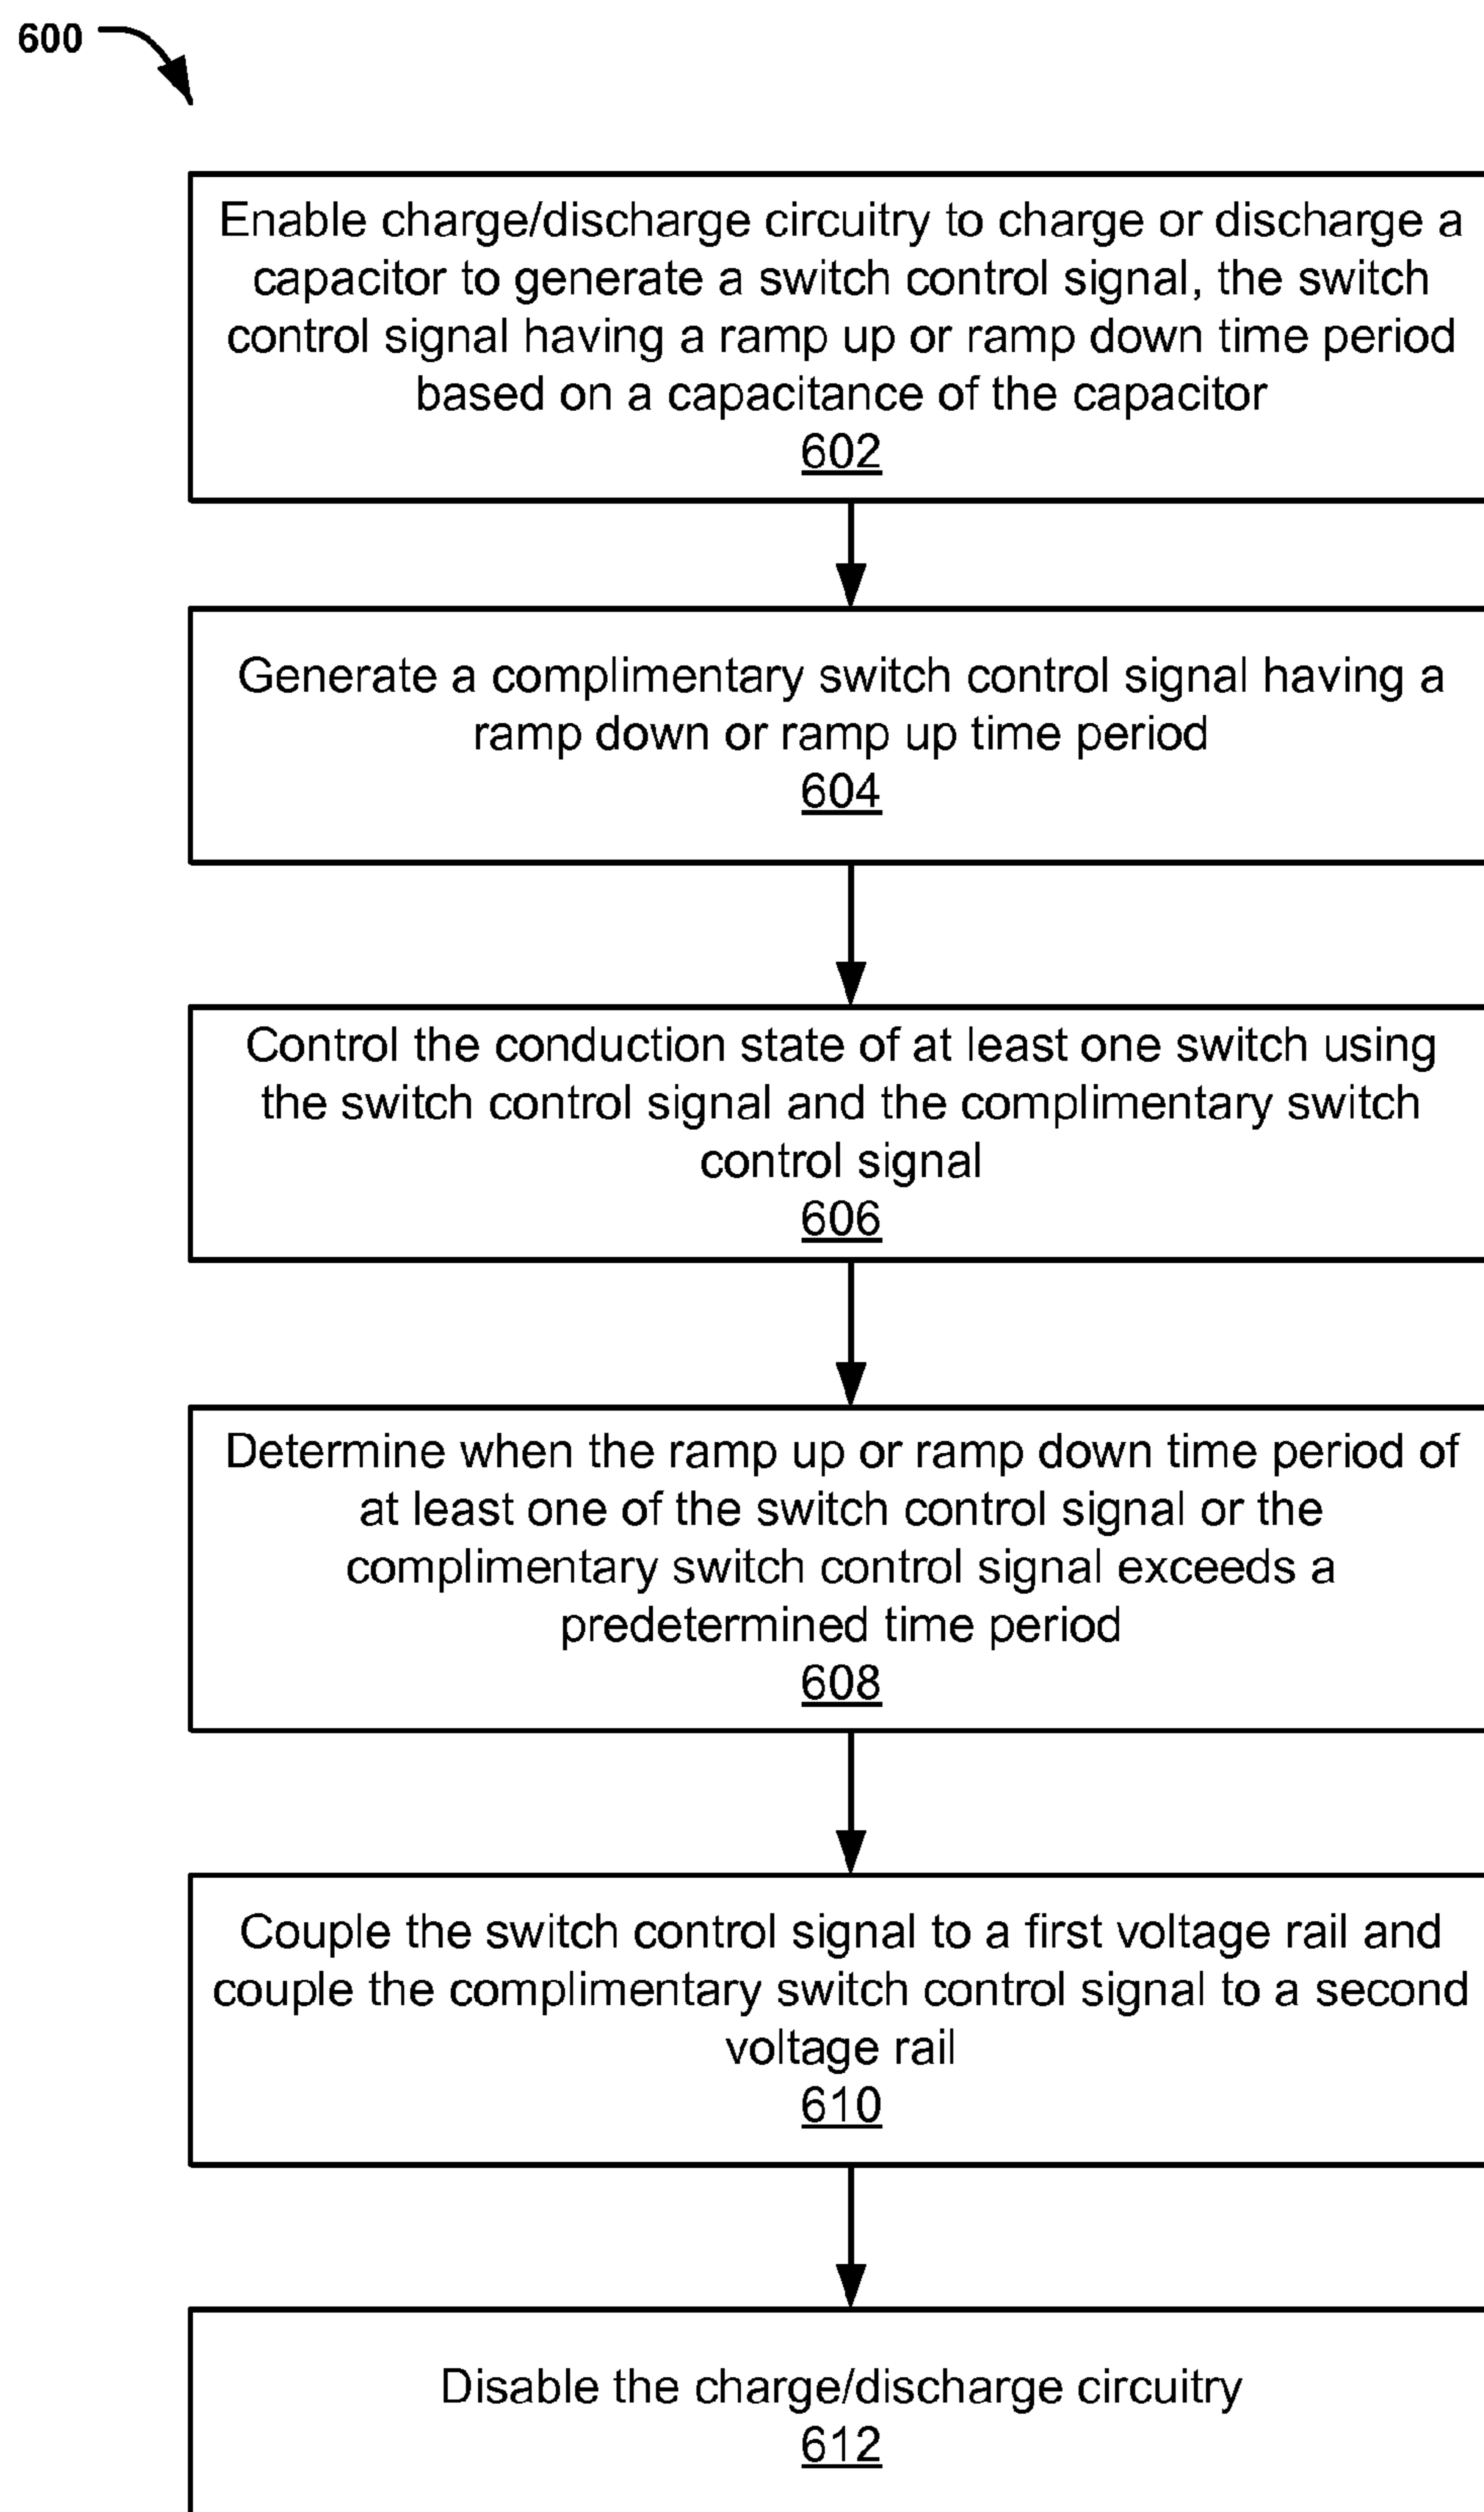 600
Enable charge/discharge circuitry to charge or discharge a
capacitor to generate a switch control signal, the switch
control signal having a ramp up or ramp down time period
based on a capacitance of the capacitor
602
Generate a complimentary switch control signal having a
ramp down or ramp up time period
604
Control the conduction state of at least one switch using
the switch control signal and the complimentary switch
control signal
606
Determine when the ramp up or ramp down time period of
at least one of the switch control signal or the
complimentary switch control signal exceeds a
predetermined time period
608
Couple the switch control signal to a first voltage rail and
couple the complimentary switch control signal to a second
voltage rail
610
Disable the charge/discharge circuitry
612